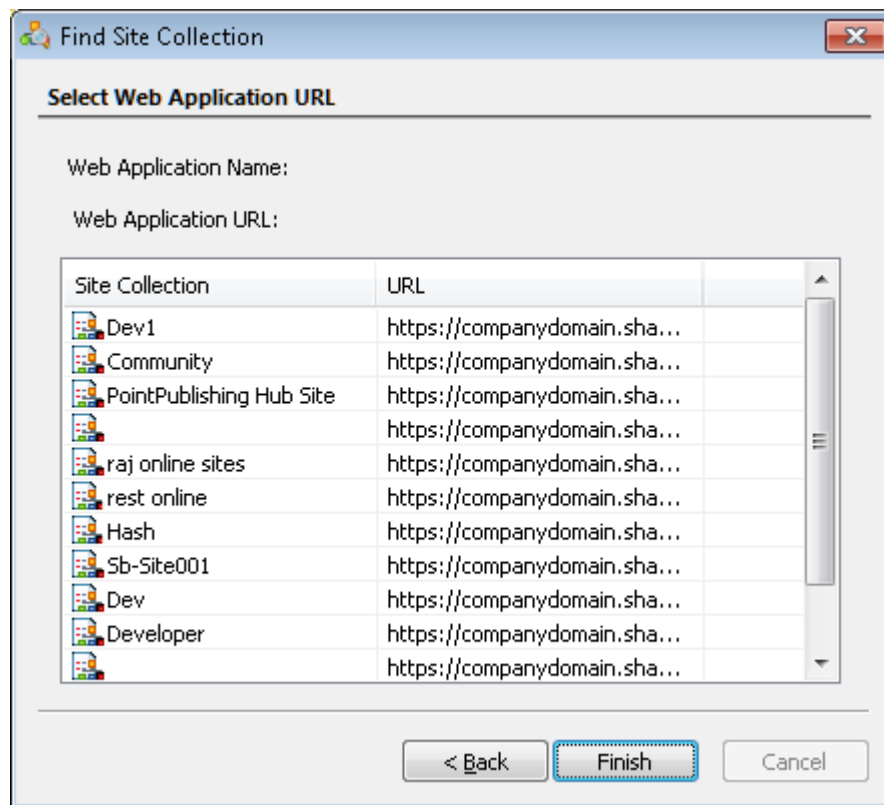 Find Site Collection
Select Web Application URL
Web Application Name:
Web Application URL:
Site Collection URL
Dev1 https://companydomain.sha...
Community https://companydomain.sha...
PointPublishing Hub Site https://companydomain.sha...
https://companydomain.sha...
raj online sites https://companydomain.sha...
rest online https://companydomain.sha...
Hash https://companydomain.sha...
Sb-Site001 https://companydomain.sha...
Dev https://companydomain.sha...
Developer https://companydomain.sha...
https://companydomain.sha...
< Back Finish Cancel